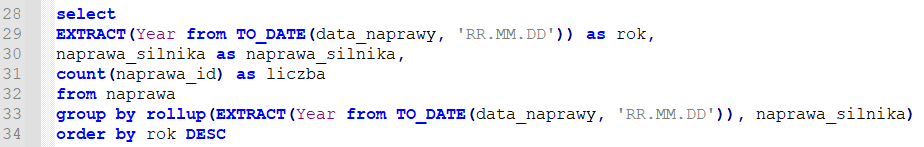 28 select
29 EXTRACT(Year from TO_DATE(data_naprawy, 'RR.MM.DD')) as rok,
30 naprawa_silnika as naprawa_silnika,
31 count(naprawa_id) as liczba
32 from naprawa
33 group by rollup(EXTRACT(Year from TO_DATE(data_naprawy, 'RR.MM.DD')), naprawa_silnika)
34 order by rok DESC